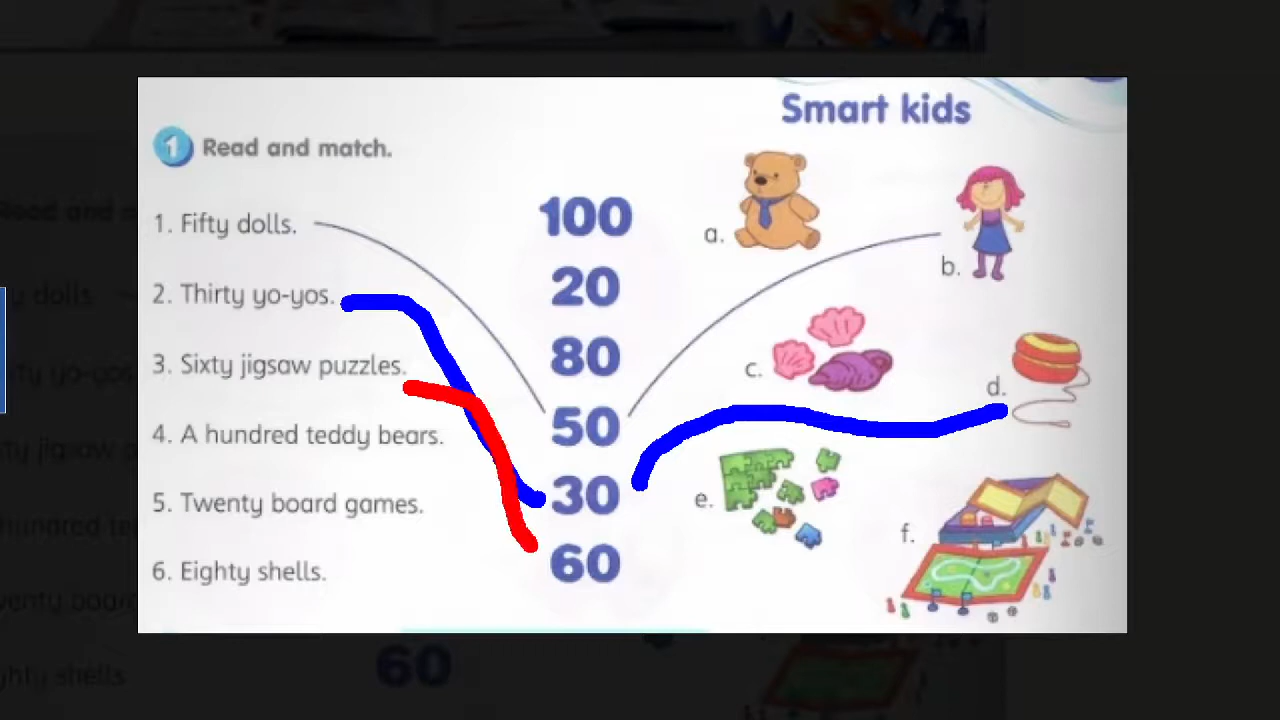 Smart kids
1 Read and match.
1. Fifty dolls.
2. Thirty yo-yos.
3. Sixty jigsaw puzzles.
4. A hundred teddy bears.
5. Twenty board games.
6. Eighty shells.
100
20
80
50
30
60
a.
b.
c.
d.
e.
f.
60